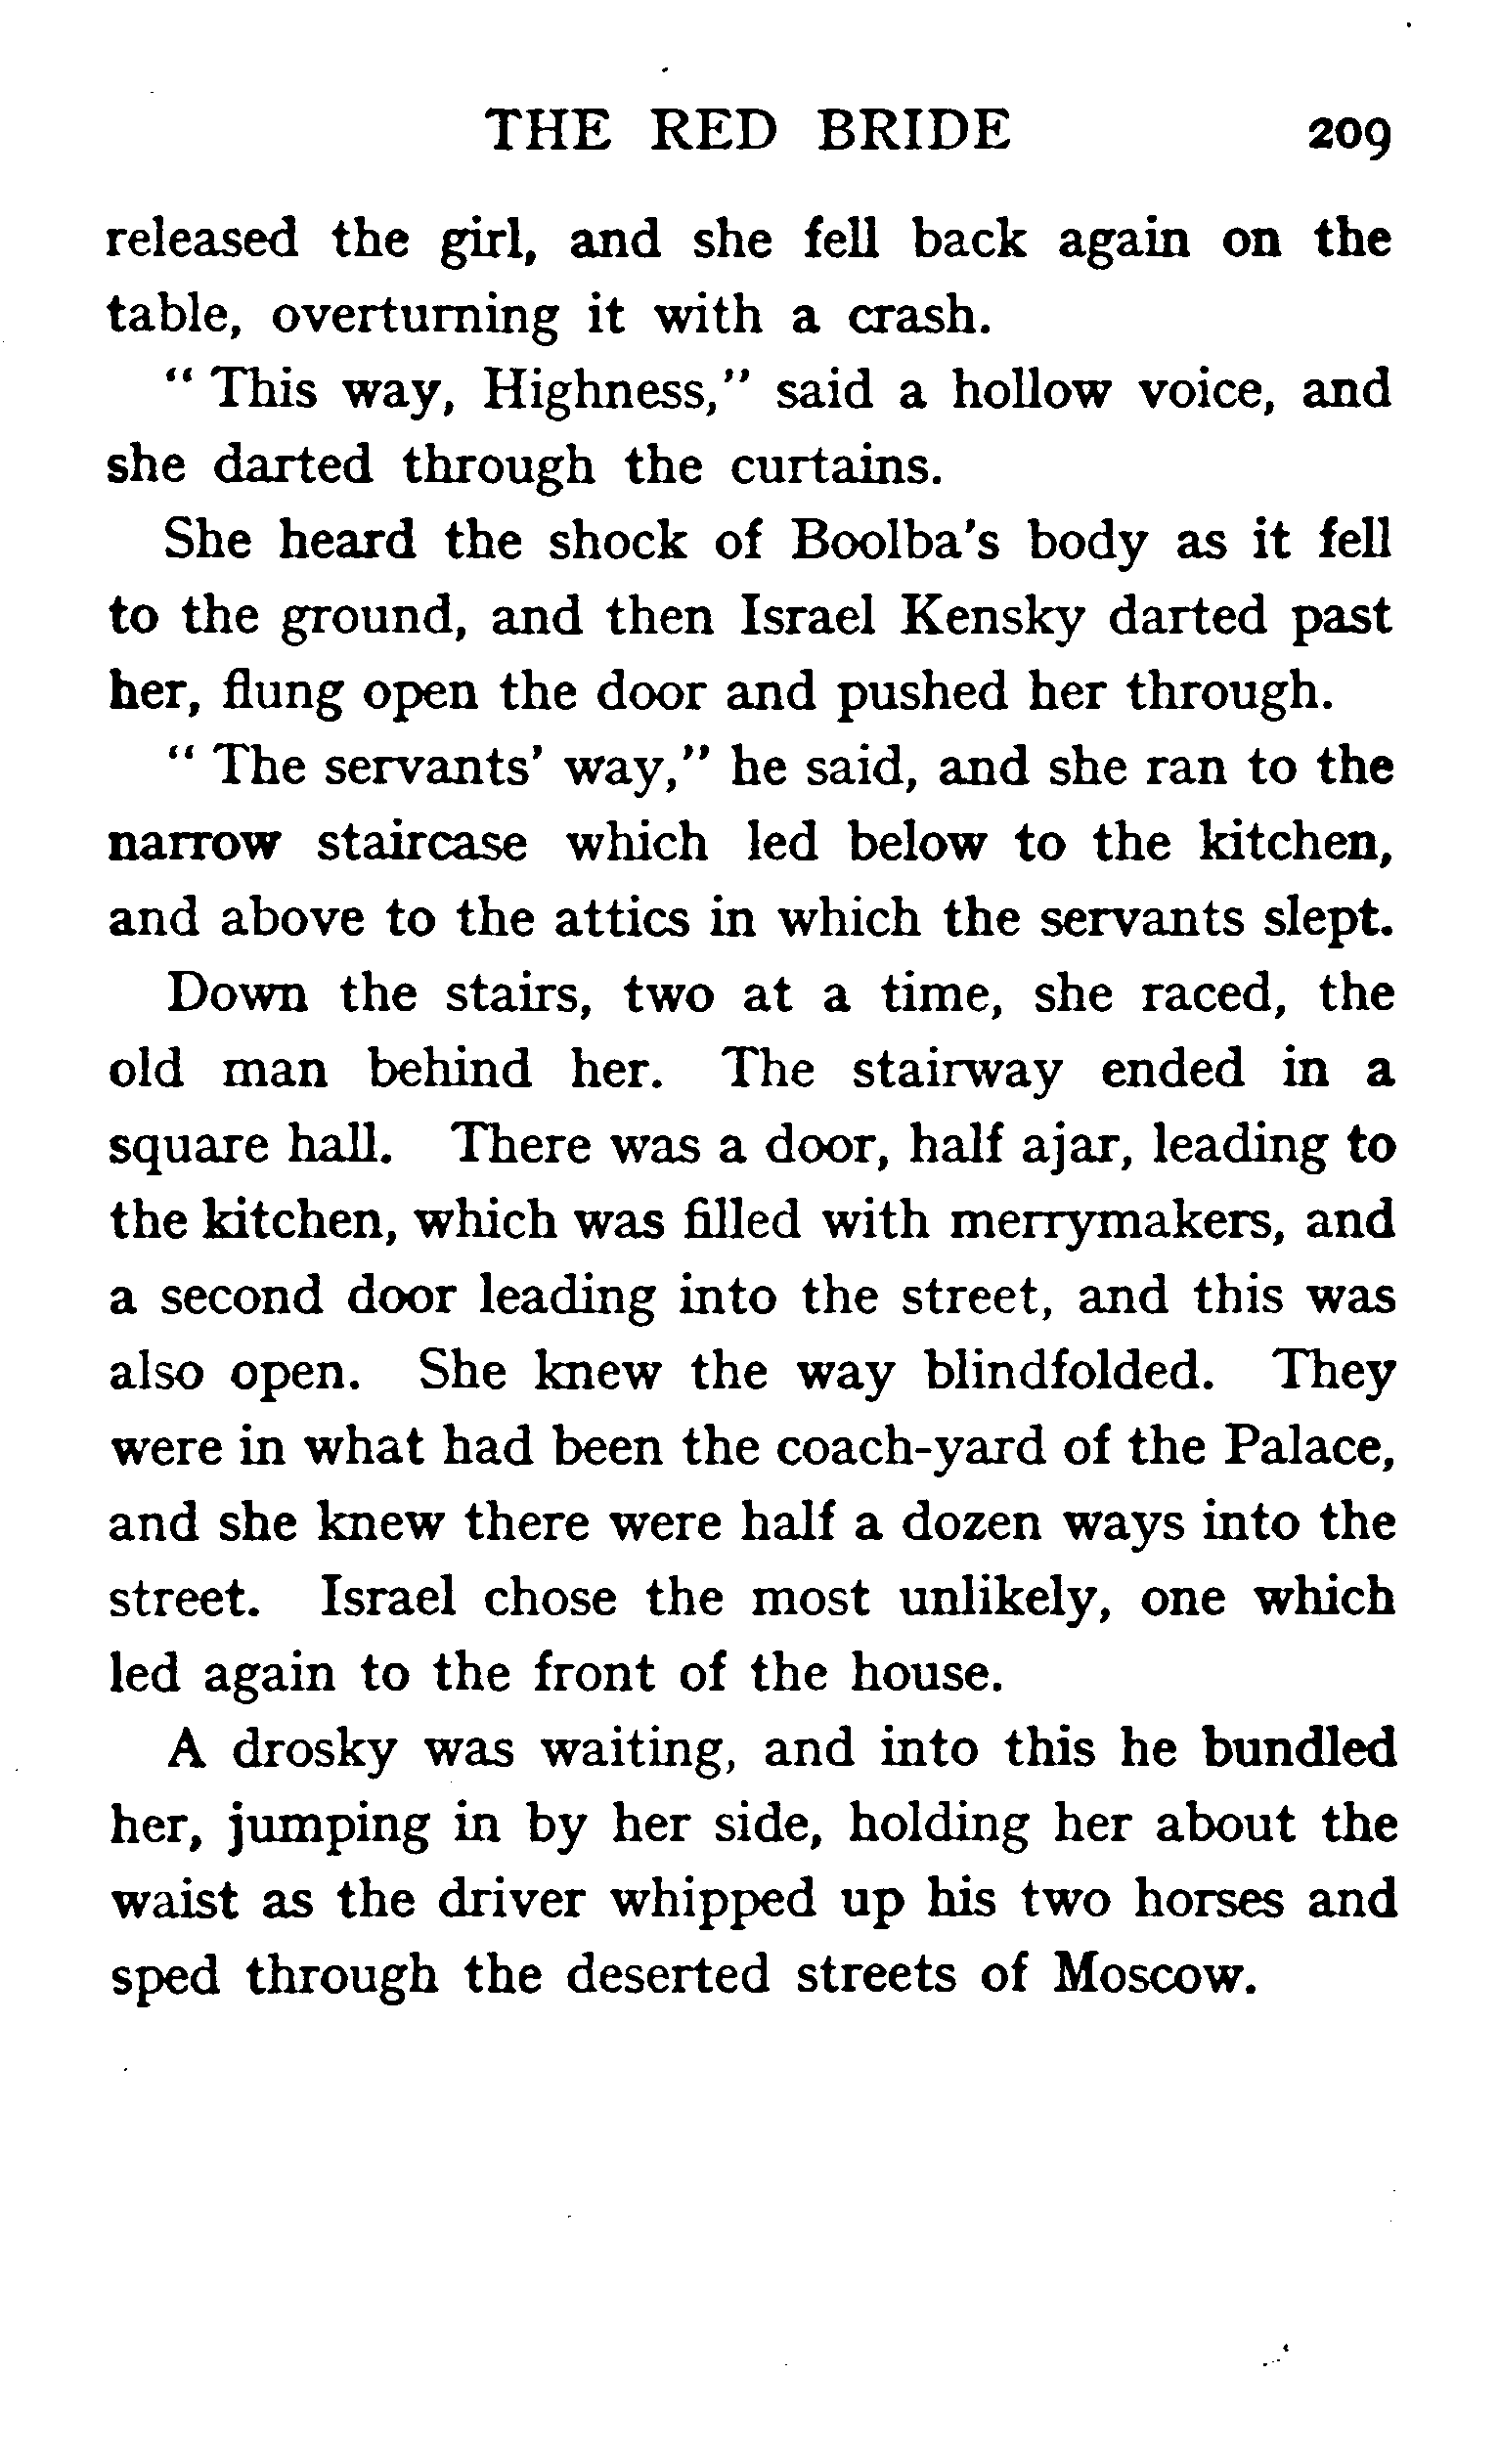 THE RED BRIDE 209
released the girl, and she fell back again on the
table, overturning it with a crash.
“ This way, Highness,” said a hollow voice, and
she darted through the curtains.
She heard the shock of Boolba's body as it fell
to the ground, and then Israel Kensky darted past
her, flung open the door and pushed her through.
“ The servants’ way,” he said, and she ran to the
narrow staircase which led below to the kitchen,
and above to the attics in which the servants slept.
Down the stairs, two at a time, she raced, the
old man behind her. The stairway ended in a
square hall. There was a door, half ajar, leading to
the kitchen, which was filled with merrymakers, and
a second door leading into the street, and this was
also open. She knew the way blindfolded. They
were in what had been the coach-yard of the Palace,
and she knew there were half a dozen ways into the
street. Israel chose the most unlikely, one which
led again to the front of the house.
A drosky was waiting, and into this he bundled
her, jumping in by her side, holding her about the
waist as the driver whipped up his two horses and
sped through the deserted streets of Moscow.